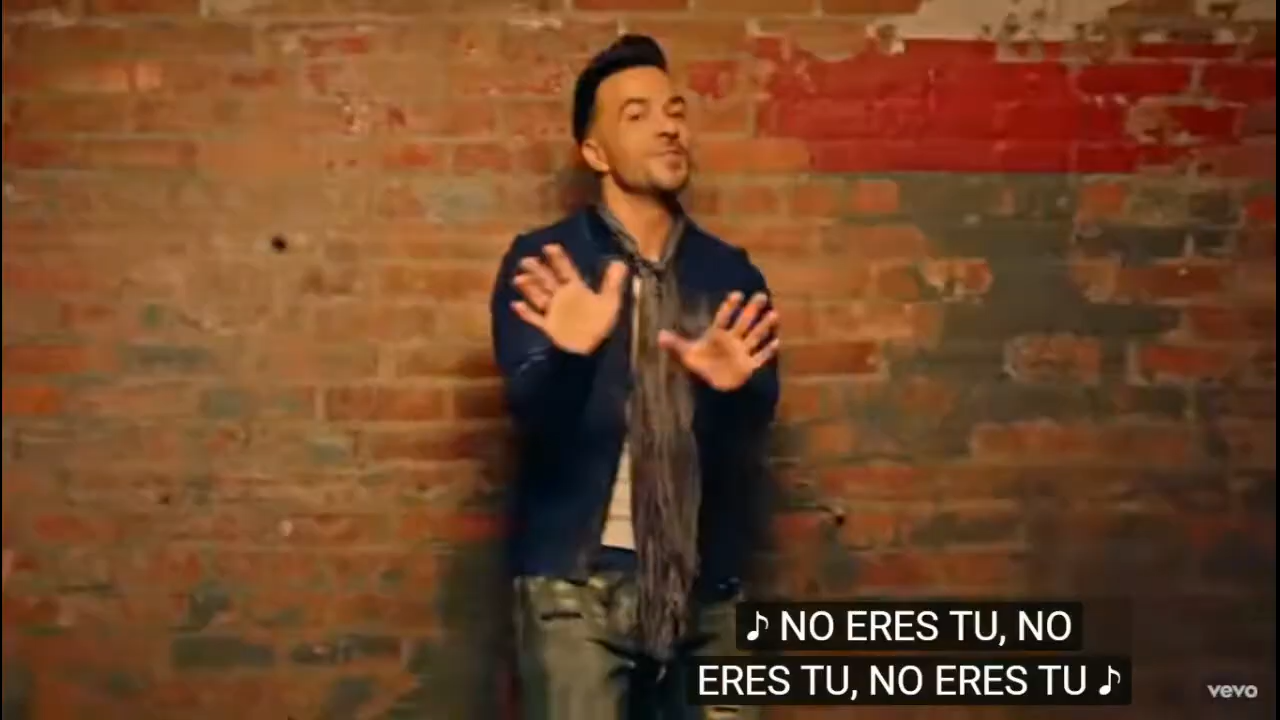 ♪ NO ERES TU, NO
ERES TU, NO ERES TU ♪
vevo